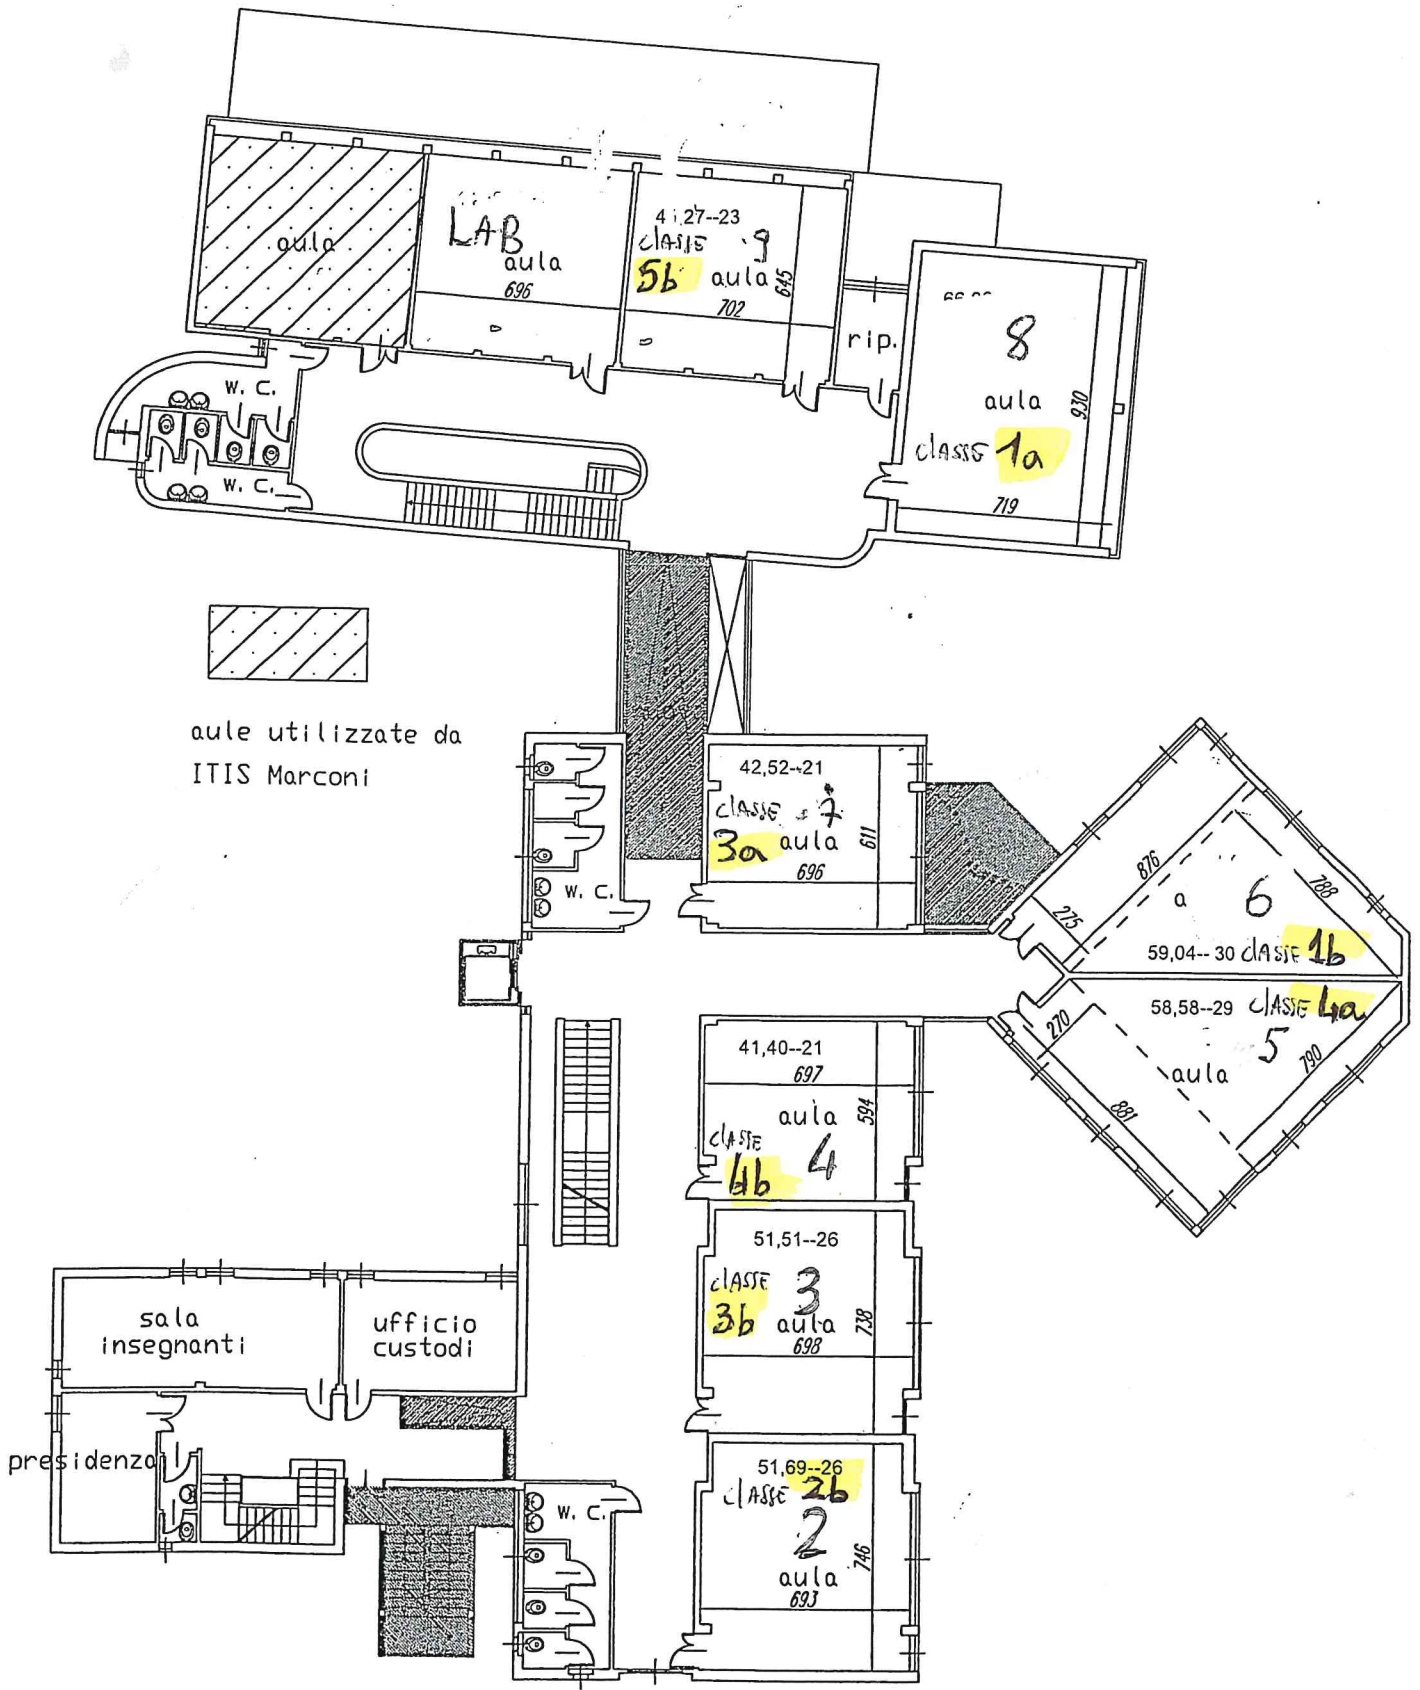 aula
LAB
aula
696
41,27--23
CLASSE 9
5b aula
645
702
rip.
8
aula
930
CLASSE 1a
719
W. C.
W. C.
aule utilizzate da
ITIS Marconi
42,52--21
CLASSE 7
3a aula
611
696
W. C.
876
788
275
a 6
59,04--30 CLASSE 1b
58,58--29 CLASSE 4a
270
5
790
aula
881
41,40--21
697
594
aula
CLASSE 4
4b
51,51--26
CLASSE 3
3b aula
738
698
sala
insegnanti
ufficio
custodi
presidenza
51,69--26
CLASSE 2b
W. C.
2
746
aula
693